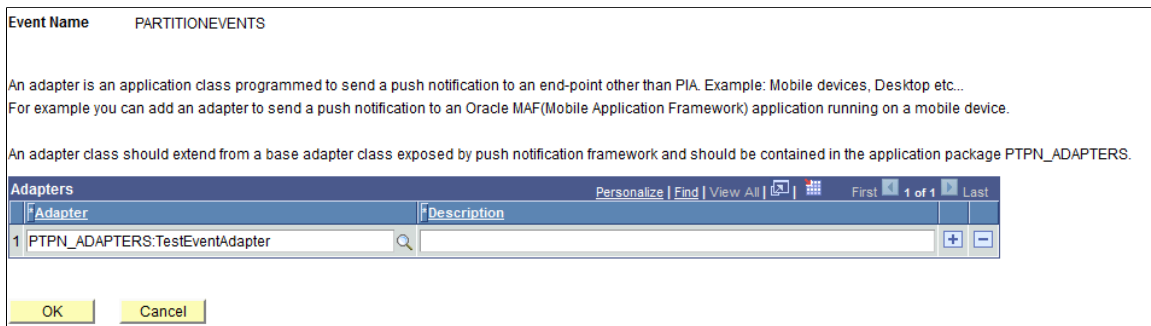 Event Name PARTITIONEVENTS
An adapter is an application class programmed to send a push notification to an end-point other than PIA. Example: Mobile devices, Desktop etc...
For example you can add an adapter to send a push notification to an Oracle MAF(Mobile Application Framework) application running on a mobile device.
An adapter class should extend from a base adapter class exposed by push notification framework and should be contained in the application package PTPN_ADAPTERS.
Adapters Personalize | Find | View All | | First 1 of 1 Last
*Adapter *Description
1 PTPN_ADAPTERS:TestEventAdapter
OK Cancel